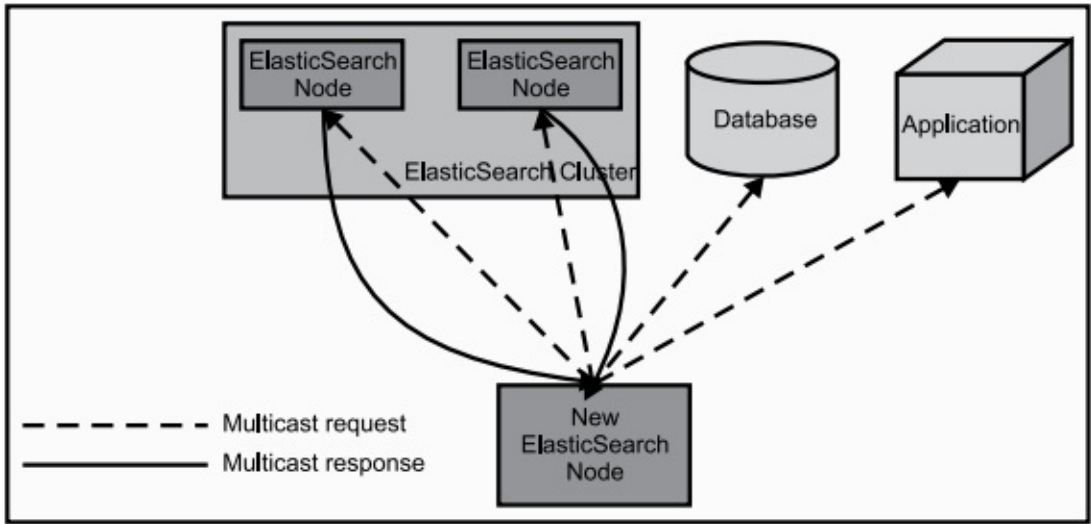 ElasticSearch
Node
ElasticSearch
Node
Database
Application
ElasticSearch Cluster
New
ElasticSearch
Node
Multicast request
Multicast response